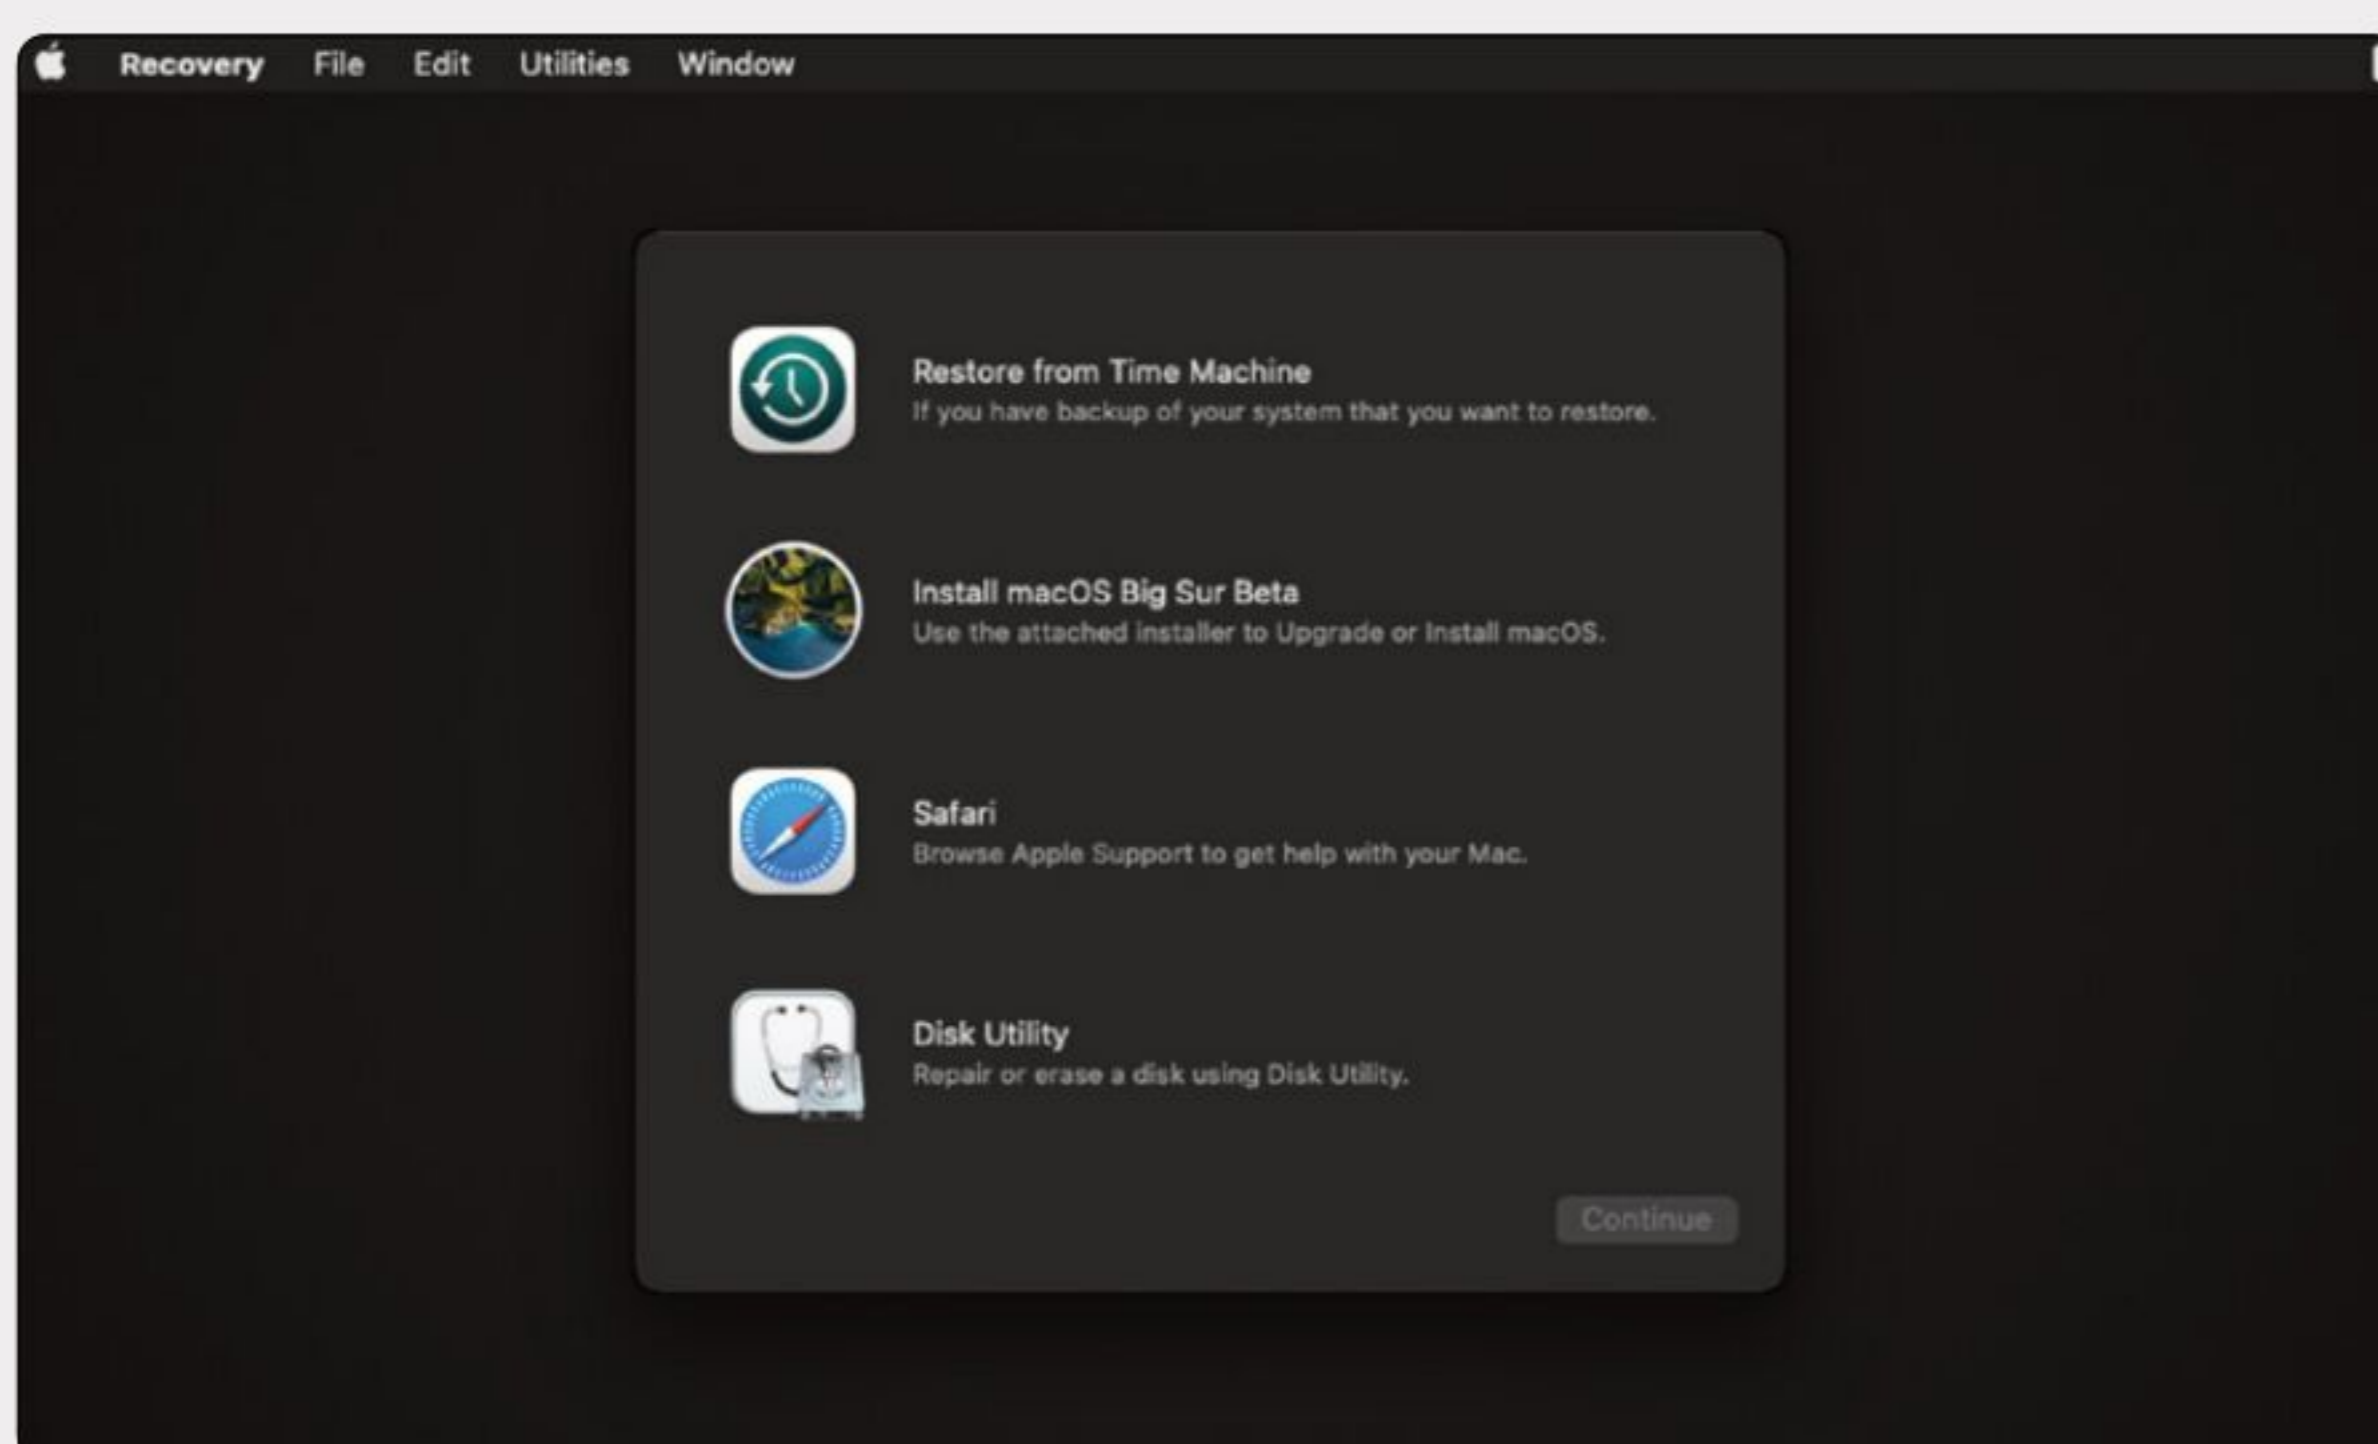 Recovery File Edit Utilities Window
Restore from Time Machine
If you have backup of your system that you want to restore.
Install macOS Big Sur Beta
Use the attached installer to Upgrade or Install macOS.
Safari
Browse Apple Support to get help with your Mac.
Disk Utility
Repair or erase a disk using Disk Utility.
Continue